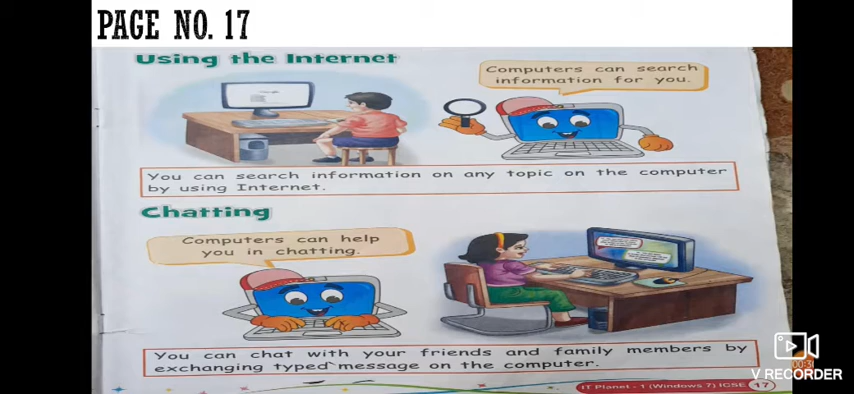 PAGE NO. 17
Using the Internet
Computers can search
information for you.
You can search information on any topic on the computer
by using Internet.
Chatting
Computers can help
you in chatting.
You can chat with your friends and family members by
exchanging typed message on the computer.
IT Planet - 1 (Windows 7) ICSE 17
V RECORDER